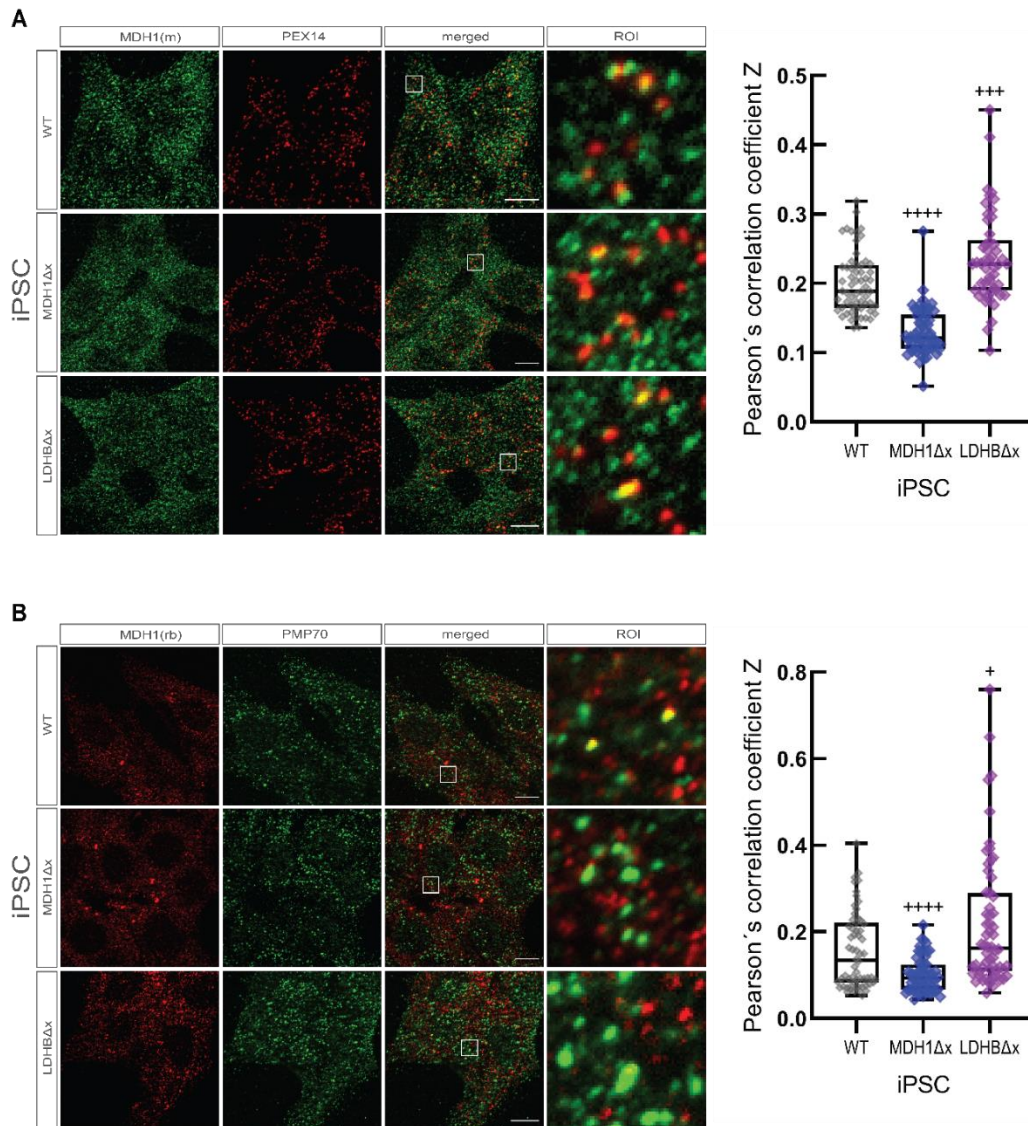 A
MDH1(m) PEX14 merged ROI
iPSC
WT
MDH1Δx
LDHBΔx
Pearson´s correlation coefficient Z
0.5
0.4
0.3
0.2
0.1
0.0
++++
+++
WT MDH1Δx LDHBΔx
iPSC
B
MDH1(rb) PMP70 merged ROI
iPSC
WT
MDH1Δx
LDHBΔx
Pearson´s correlation coefficient Z
0.8
0.6
0.4
0.2
0.0
++++
+
WT MDH1Δx LDHBΔx
iPSC